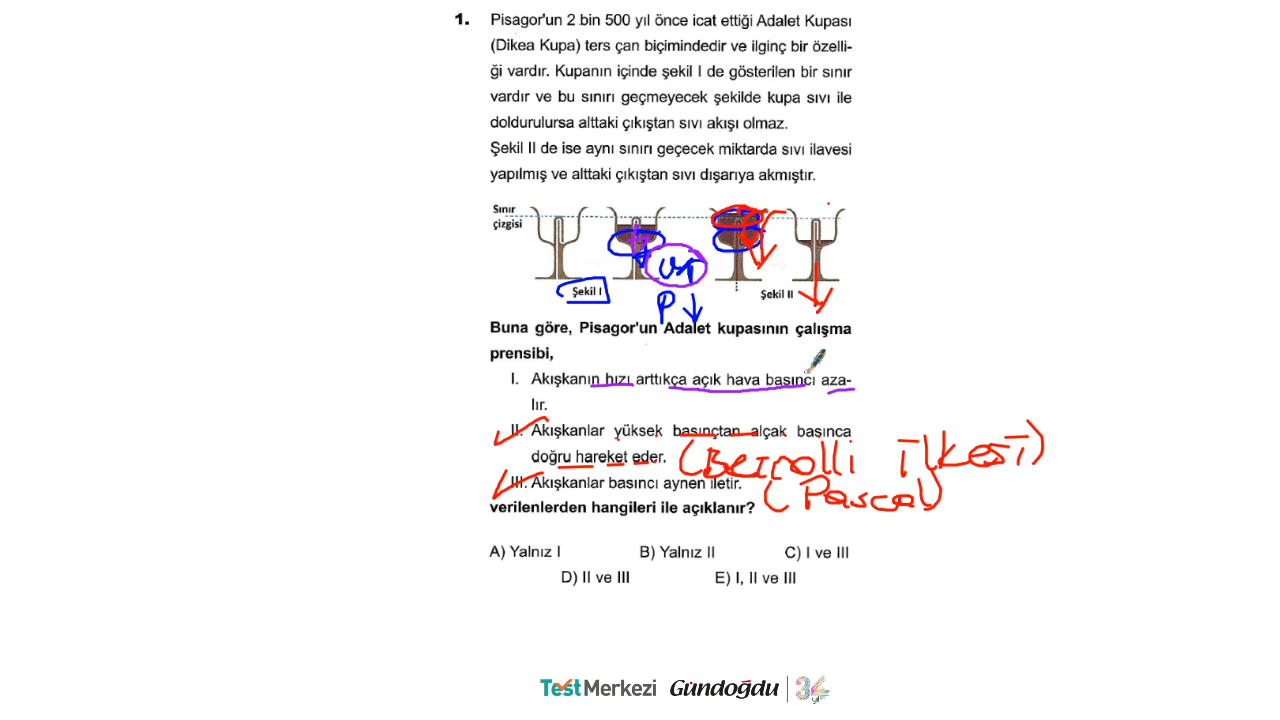 1. Pisagor'un 2 bin 500 yıl önce icat ettiği Adalet Kupası
(Dikea Kupa) ters çan biçimindedir ve ilginç bir özelli-
ği vardır. Kupanın içinde şekil I de gösterilen bir sınır
vardır ve bu sınırı geçmeyecek şekilde kupa sıvı ile
doldurulursa alttaki çıkıştan sıvı akışı olmaz.
Şekil II de ise aynı sınırı geçecek miktarda sıvı ilavesi
yapılmış ve alttaki çıkıştan sıvı dışarıya akmıştır.
Sınır
çizgisi
Şekil I
Şekil II
P
Buna göre, Pisagor'un Adalet kupasının çalışma
prensibi,
I. Akışkanın hızı arttıkça açık hava basıncı aza-
lır.
II. Akışkanlar yüksek basınçtan alçak basınca
doğru hareket eder.
(Bernolli ilkesi)
III. Akışkanlar basıncı aynen iletir.
(Pascal)
verilenlerden hangileri ile açıklanır?
A) Yalnız I B) Yalnız II C) I ve III
D) II ve III E) I, II ve III
TestMerkezi Gündoğdu 34